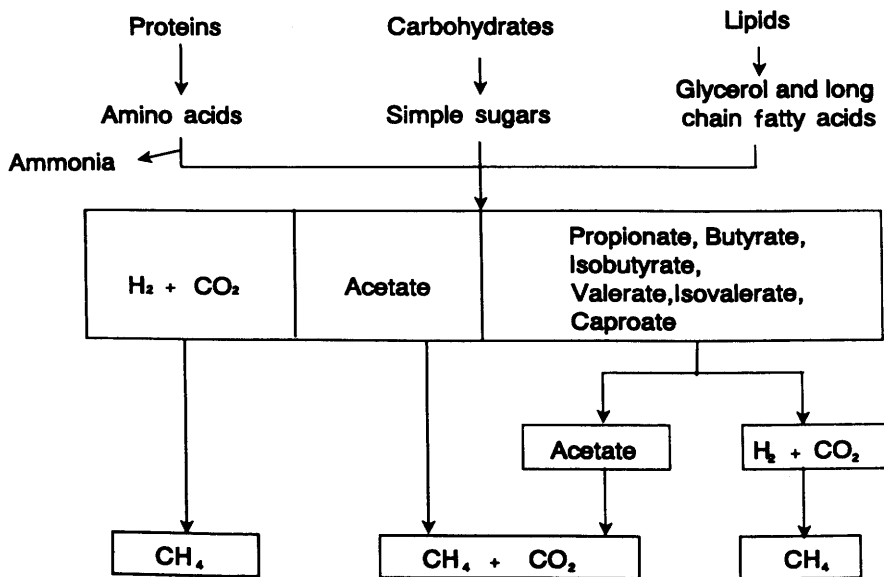 Proteins
Carbohydrates
Lipids
Amino acids
Simple sugars
Glycerol and long
chain fatty acids
Ammonia
H₂ + CO₂
Acetate
Propionate, Butyrate,
Isobutyrate,
Valerate,Isovalerate,
Caproate
Acetate
H₂ + CO₂
CH₄
CH₄ + CO₂
CH₄